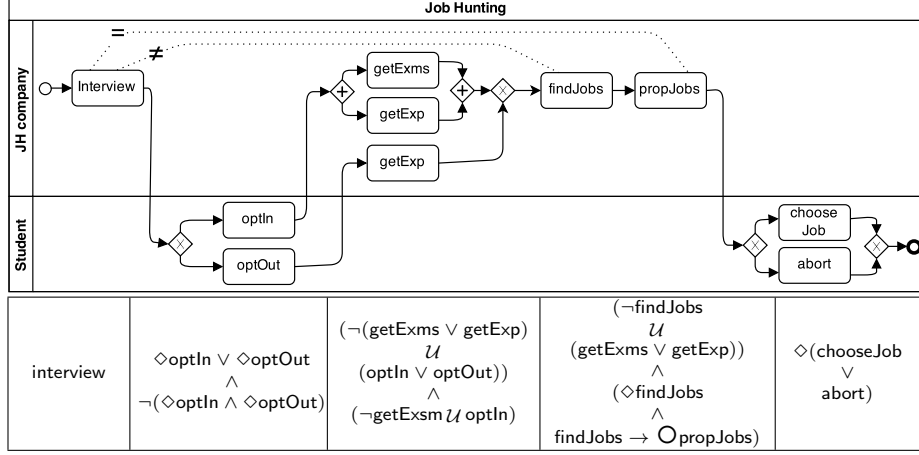 Job Hunting
JH company
=
≠
Interview
getExms
getExp
getExp
findJobs
propJobs
Student
optIn
optOut
choose
Job
abort
interview
◇optIn ∨ ◇optOut
∧
¬(◇optIn ∧ ◇optOut)
(¬(getExms ∨ getExp)
𝒰
(optIn ∨ optOut))
∧
(¬getExsm 𝒰 optIn)
(¬findJobs
𝒰
(getExms ∨ getExp))
∧
(◇findJobs
∧
findJobs → ○propJobs)
◇(chooseJob
∨
abort)